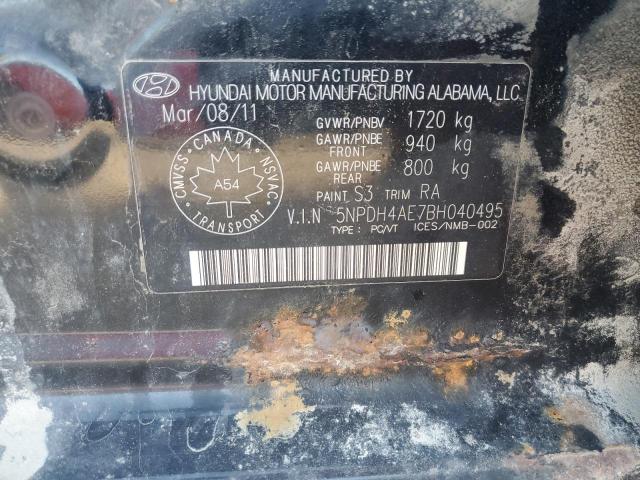 MANUFACTURED BY
HYUNDAI MOTOR MANUFACTURING ALABAMA, LLC.
Mar/08/11
GVWR/PNBV 1720 kg
GAWR/PNBE FRONT 940 kg
GAWR/PNBE REAR 800 kg
PAINT S3 TRIM RA
V.I.N 5NPDH4AE7BH040495
TYPE: PC/VT ICES/NMB-002
CANADA
CMVSS NSVAC
A54
TRANSPORT